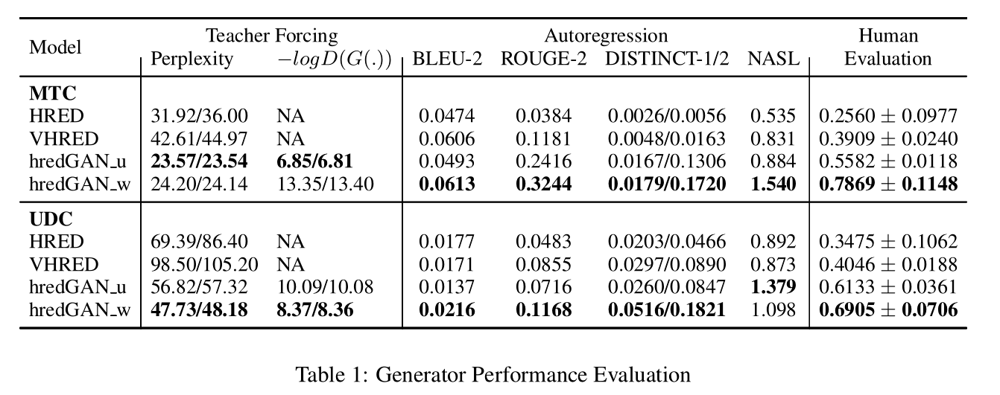 Model Teacher Forcing Autoregression Human
Perplexity −logD(G(.)) BLEU-2 ROUGE-2 DISTINCT-1/2 NASL Evaluation
MTC
HRED 31.92/36.00 NA 0.0474 0.0384 0.0026/0.0056 0.535 0.2560 ± 0.0977
VHRED 42.61/44.97 NA 0.0606 0.1181 0.0048/0.0163 0.831 0.3909 ± 0.0240
hredGAN_u 23.57/23.54 6.85/6.81 0.0493 0.2416 0.0167/0.1306 0.884 0.5582 ± 0.0118
hredGAN_w 24.20/24.14 13.35/13.40 0.0613 0.3244 0.0179/0.1720 1.540 0.7869 ± 0.1148
UDC
HRED 69.39/86.40 NA 0.0177 0.0483 0.0203/0.0466 0.892 0.3475 ± 0.1062
VHRED 98.50/105.20 NA 0.0171 0.0855 0.0297/0.0890 0.873 0.4046 ± 0.0188
hredGAN_u 56.82/57.32 10.09/10.08 0.0137 0.0716 0.0260/0.0847 1.379 0.6133 ± 0.0361
hredGAN_w 47.73/48.18 8.37/8.36 0.0216 0.1168 0.0516/0.1821 1.098 0.6905 ± 0.0706
Table 1: Generator Performance Evaluation